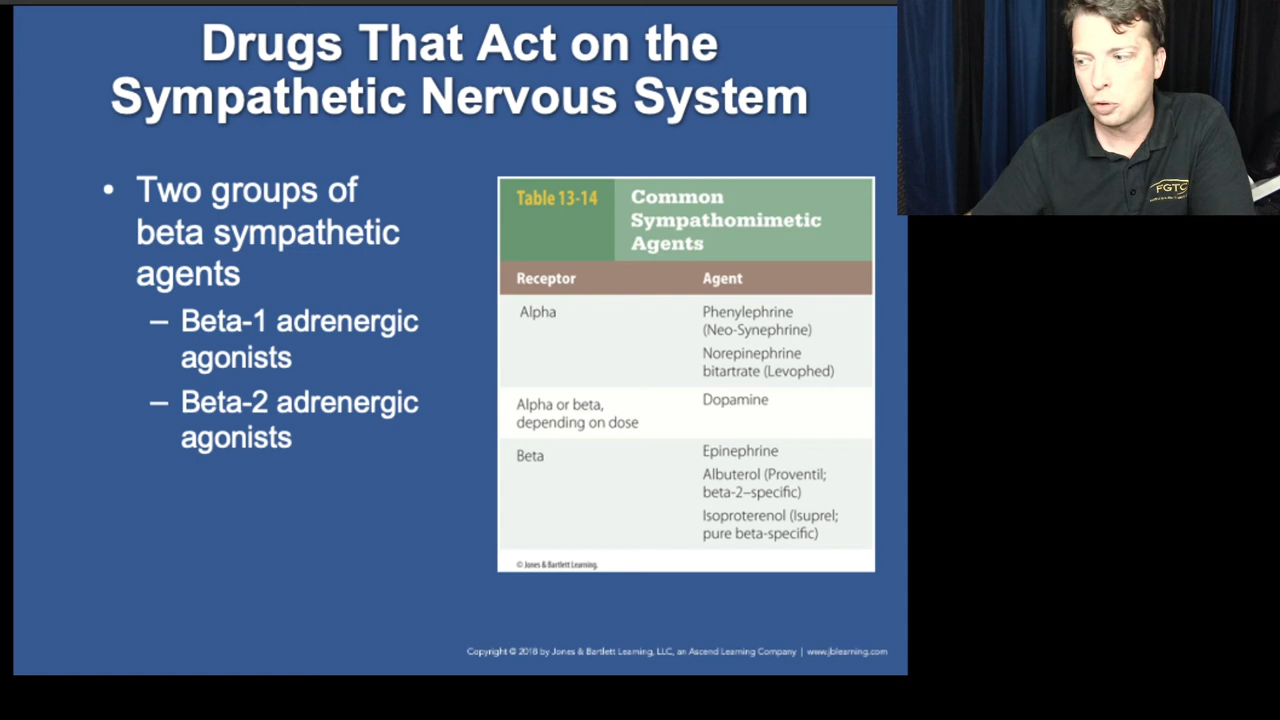 Drugs That Act on the
Sympathetic Nervous System
• Two groups of
beta sympathetic
agents
– Beta-1 adrenergic
agonists
– Beta-2 adrenergic
agonists
Table 13-14
Common
Sympathomimetic
Agents
Receptor Agent
Alpha Phenylephrine
(Neo-Synephrine)
Norepinephrine
bitartrate (Levophed)
Alpha or beta, Dopamine
depending on dose
Beta Epinephrine
Albuterol (Proventil;
beta-2–specific)
Isoproterenol (Isuprel;
pure beta-specific)
© Jones & Bartlett Learning.
Copyright © 2018 by Jones & Bartlett Learning, LLC, an Ascend Learning Company | www.jblearning.com
FGTC